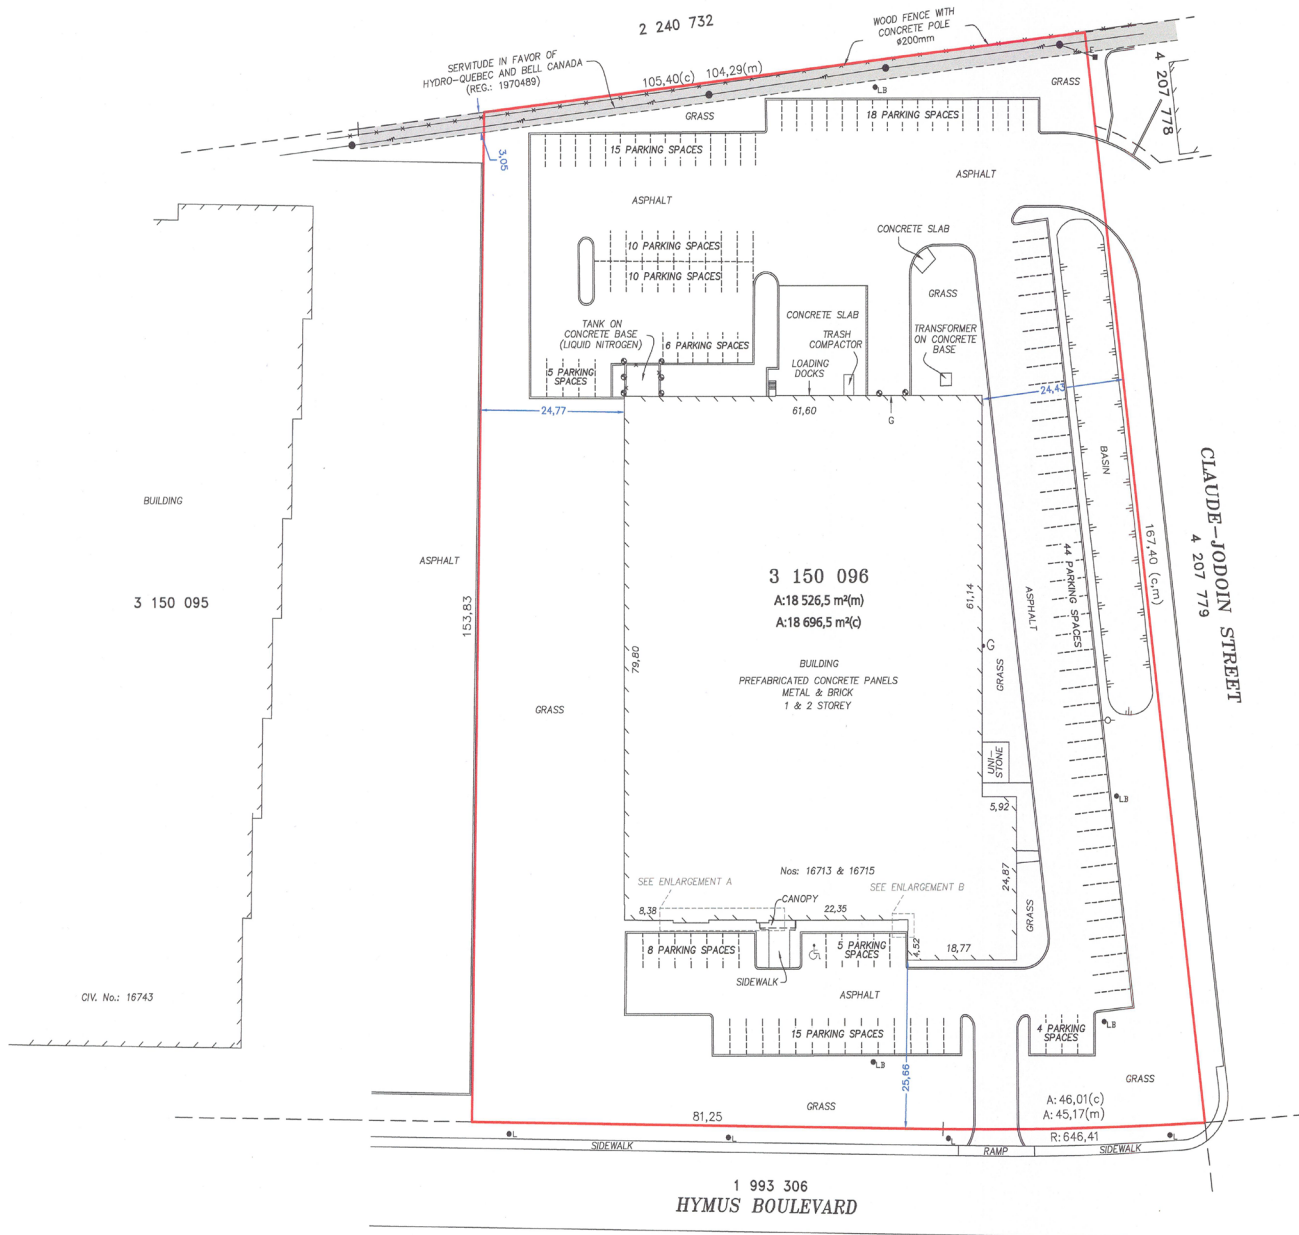 2 240 732
WOOD FENCE WITH
CONCRETE POLE
ø200mm
SERVITUDE IN FAVOR OF
HYDRO-QUEBEC AND BELL CANADA
(REG.: 1970489)
105,40(c) 104,29(m)
GRASS
LB
GRASS
4 207 778
18 PARKING SPACES
15 PARKING SPACES
3,05
ASPHALT
ASPHALT
CONCRETE SLAB
10 PARKING SPACES
10 PARKING SPACES
GRASS
TANK ON
CONCRETE BASE
(LIQUID NITROGEN)
CONCRETE SLAB
TRASH
COMPACTOR
TRANSFORMER
ON CONCRETE
BASE
6 PARKING SPACES
LOADING
DOCKS
5 PARKING
SPACES
24,77
61,60
G
24,43
BASIN
CLAUDE-JODOIN STREET
4 207 779
BUILDING
ASPHALT
3 150 095
153,83
3 150 096
A:18 526,5 m²(m)
A:18 696,5 m²(c)
61,14
ASPHALT
44 PARKING SPACES
167,40 (c,m)
79,80
BUILDING
PREFABRICATED CONCRETE PANELS
METAL & BRICK
1 & 2 STOREY
G
GRASS
GRASS
UNI-
STONE
LB
5,92
Nos: 16713 & 16715
24,87
SEE ENLARGEMENT A
SEE ENLARGEMENT B
CANOPY
8,38
22,35
GRASS
8 PARKING SPACES
5 PARKING
SPACES
4,52
18,77
SIDEWALK
ASPHALT
CIV. No.: 16743
15 PARKING SPACES
4 PARKING
SPACES
LB
LB
25,66
GRASS
GRASS
A: 46,01(c)
A: 45,17(m)
81,25
R: 646,41
L
L
L
L
SIDEWALK
RAMP
SIDEWALK
1 993 306
HYMUS BOULEVARD